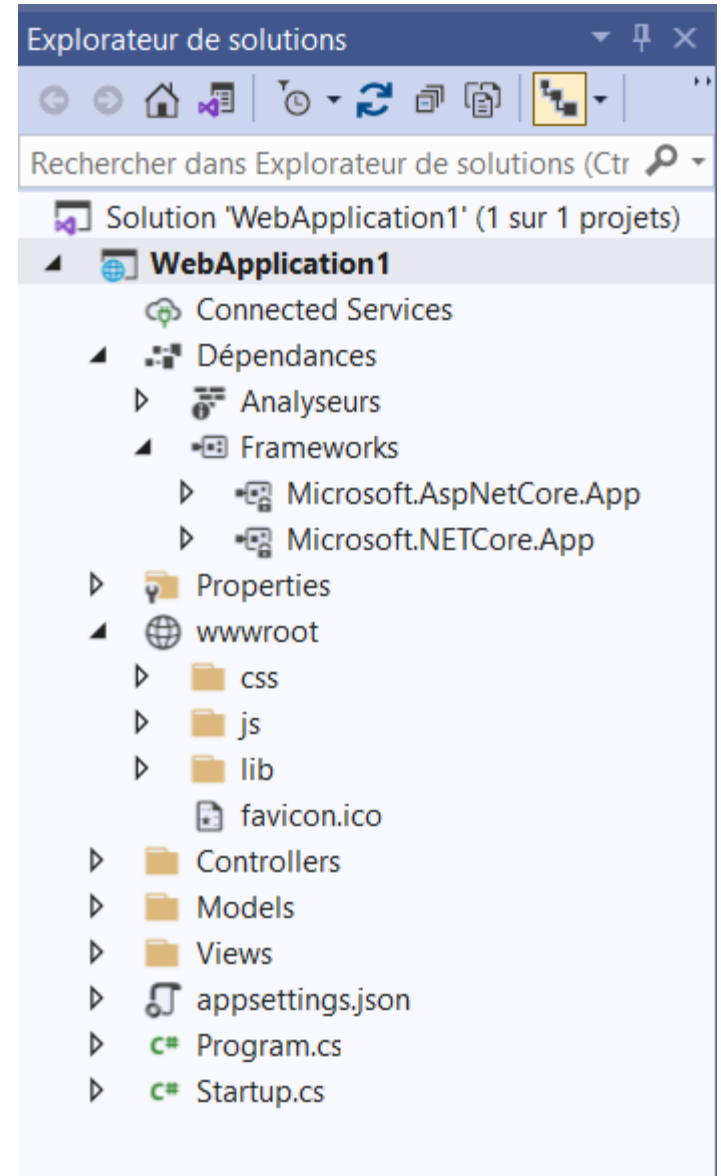 Explorateur de solutions
Rechercher dans Explorateur de solutions (Ctr
Solution 'WebApplication1' (1 sur 1 projets)
WebApplication1
Connected Services
Dépendances
Analyseurs
Frameworks
Microsoft.AspNetCore.App
Microsoft.NETCore.App
Properties
wwwroot
css
js
lib
favicon.ico
Controllers
Models
Views
appsettings.json
C# Program.cs
C# Startup.cs